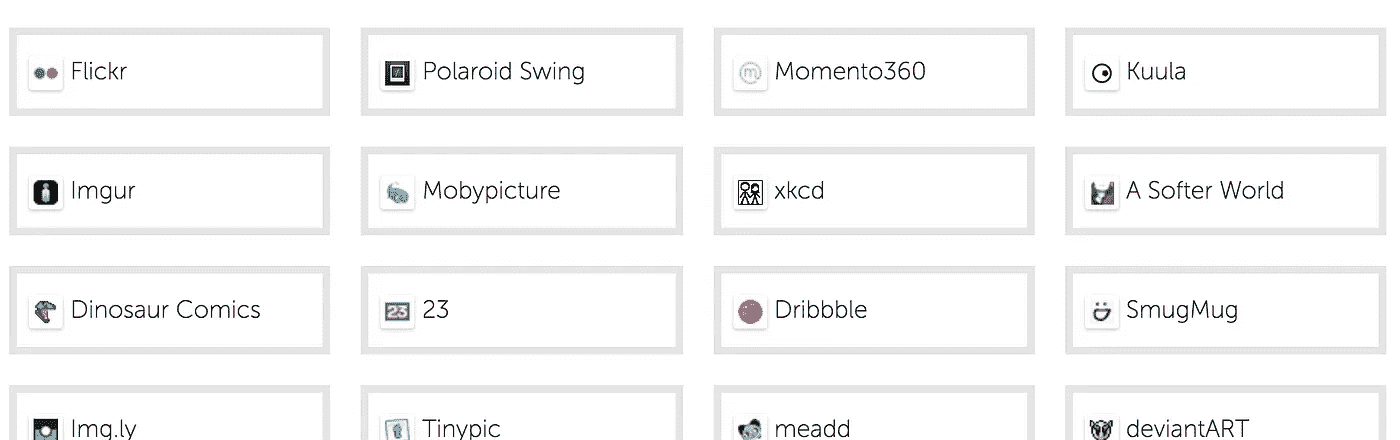 Flickr
Polaroid Swing
Momento360
Kuula
Imgur
Mobypicture
xkcd
A Softer World
Dinosaur Comics
23
Dribbble
SmugMug
Img.ly
Tinypic
meadd
deviantART